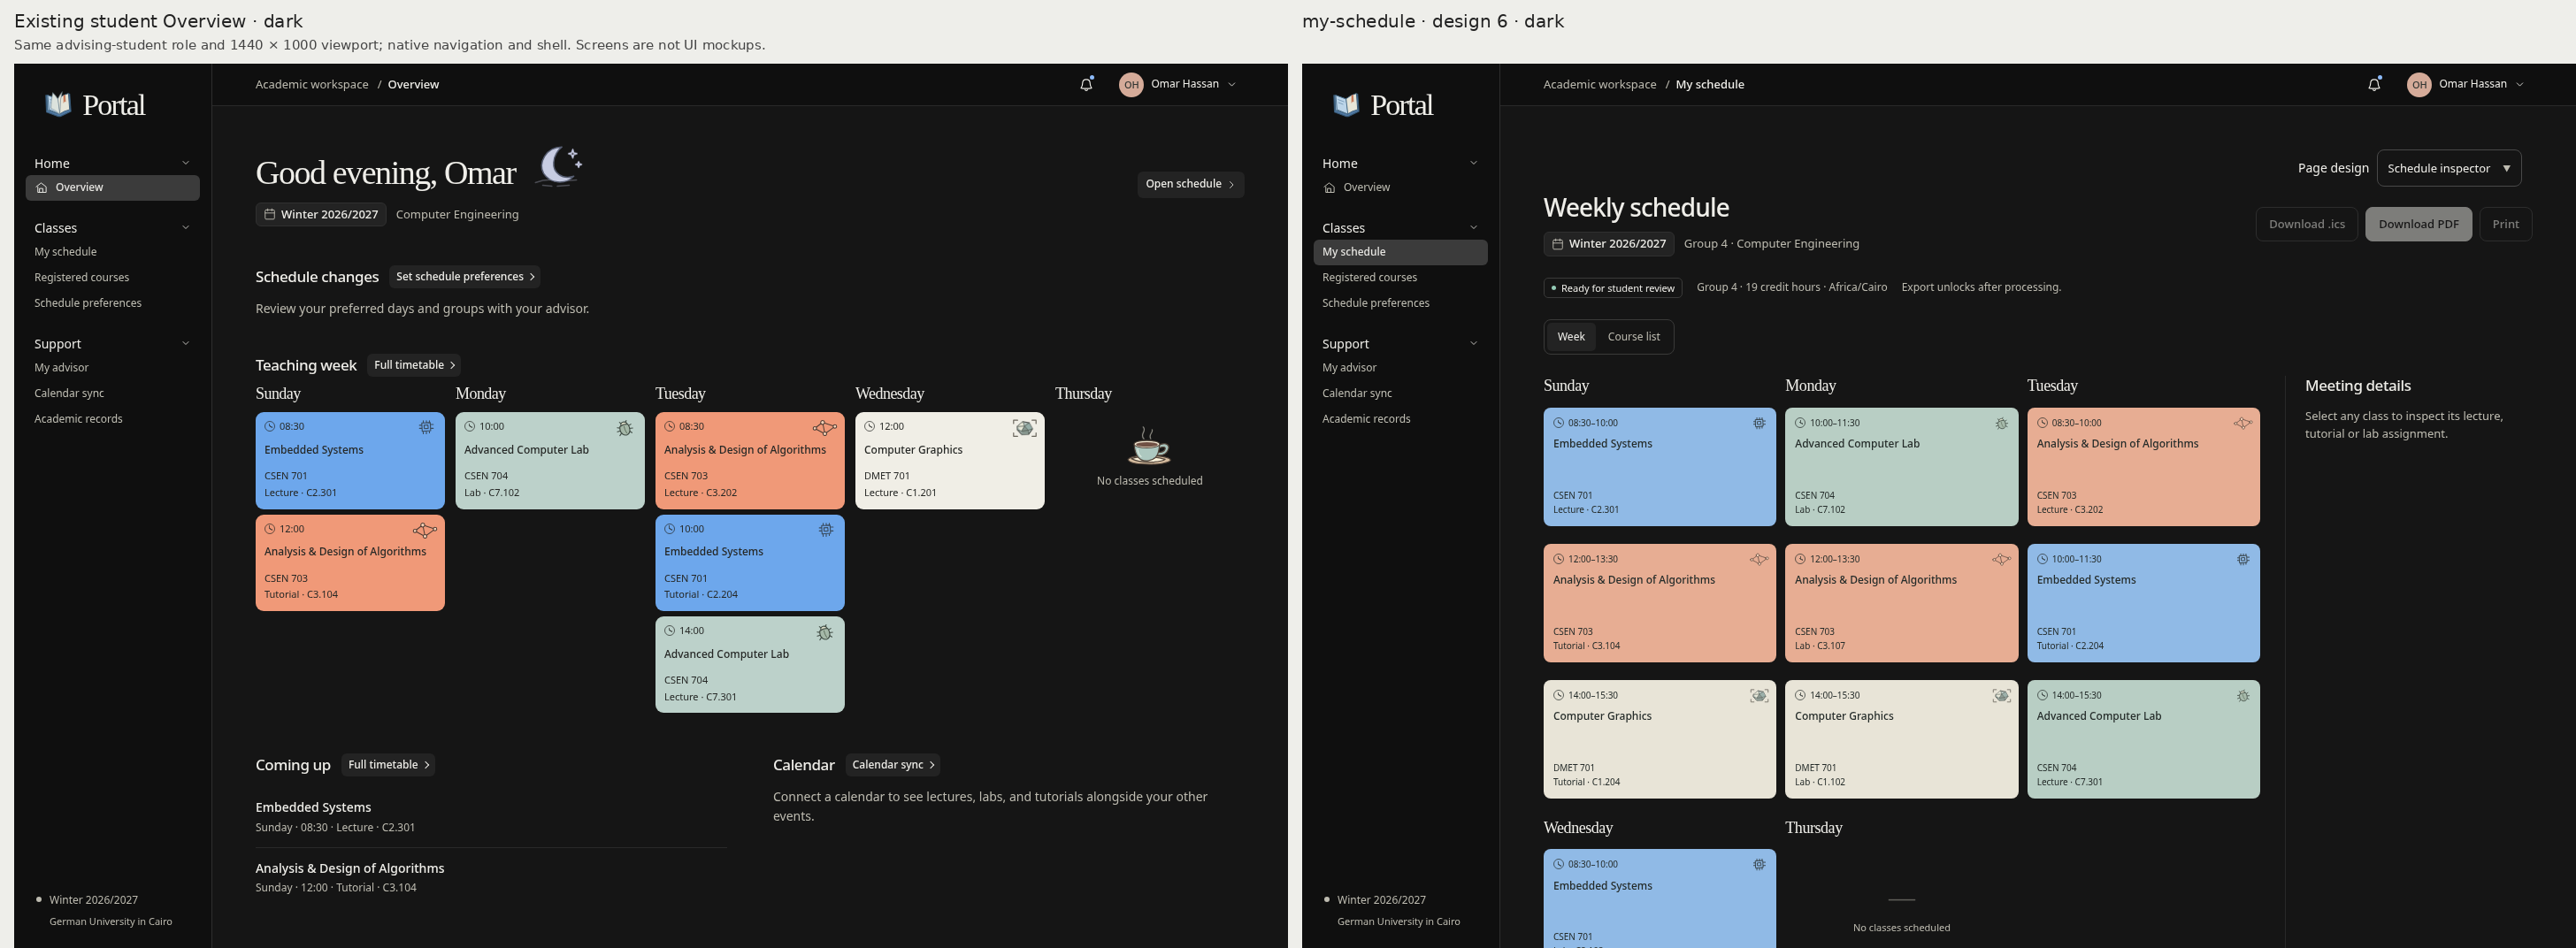 Existing student Overview · dark
Same advising-student role and 1440 × 1000 viewport; native navigation and shell. Screens are not UI mockups.
Portal
Home
Overview
Classes
My schedule
Registered courses
Schedule preferences
Support
My advisor
Calendar sync
Academic records
Winter 2026/2027
German University in Cairo
Academic workspace / Overview
OH Omar Hassan
Good evening, Omar
Open schedule
Winter 2026/2027 Computer Engineering
Schedule changes Set schedule preferences
Review your preferred days and groups with your advisor.
Teaching week Full timetable
Sunday
08:30
Embedded Systems
CSEN 701
Lecture · C2.301
12:00
Analysis & Design of Algorithms
CSEN 703
Tutorial · C3.104
Monday
10:00
Advanced Computer Lab
CSEN 704
Lab · C7.102
Tuesday
08:30
Analysis & Design of Algorithms
CSEN 703
Lecture · C3.202
10:00
Embedded Systems
CSEN 701
Tutorial · C2.204
14:00
Advanced Computer Lab
CSEN 704
Lecture · C7.301
Wednesday
12:00
Computer Graphics
DMET 701
Lecture · C1.201
Thursday
No classes scheduled
Coming up Full timetable
Embedded Systems
Sunday · 08:30 · Lecture · C2.301
Analysis & Design of Algorithms
Sunday · 12:00 · Tutorial · C3.104
Calendar Calendar sync
Connect a calendar to see lectures, labs, and tutorials alongside your other
events.
my-schedule · design 6 · dark
Portal
Home
Overview
Classes
My schedule
Registered courses
Schedule preferences
Support
My advisor
Calendar sync
Academic records
Winter 2026/2027
German University in Cairo
Academic workspace / My schedule
OH Omar Hassan
Page design Schedule inspector
Weekly schedule
Download .ics Download PDF Print
Winter 2026/2027 Group 4 · Computer Engineering
Ready for student review Group 4 · 19 credit hours · Africa/Cairo Export unlocks after processing.
Week Course list
Sunday
08:30–10:00
Embedded Systems
CSEN 701
Lecture · C2.301
12:00–13:30
Analysis & Design of Algorithms
CSEN 703
Tutorial · C3.104
14:00–15:30
Computer Graphics
DMET 701
Tutorial · C1.204
Monday
10:00–11:30
Advanced Computer Lab
CSEN 704
Lab · C7.102
12:00–13:30
Analysis & Design of Algorithms
CSEN 703
Lab · C3.107
14:00–15:30
Computer Graphics
DMET 701
Lab · C1.102
Tuesday
08:30–10:00
Analysis & Design of Algorithms
CSEN 703
Lecture · C3.202
10:00–11:30
Embedded Systems
CSEN 701
Tutorial · C2.204
14:00–15:30
Advanced Computer Lab
CSEN 704
Lecture · C7.301
Wednesday
08:30–10:00
Embedded Systems
CSEN 701
Thursday
No classes scheduled
Meeting details
Select any class to inspect its lecture,
tutorial or lab assignment.